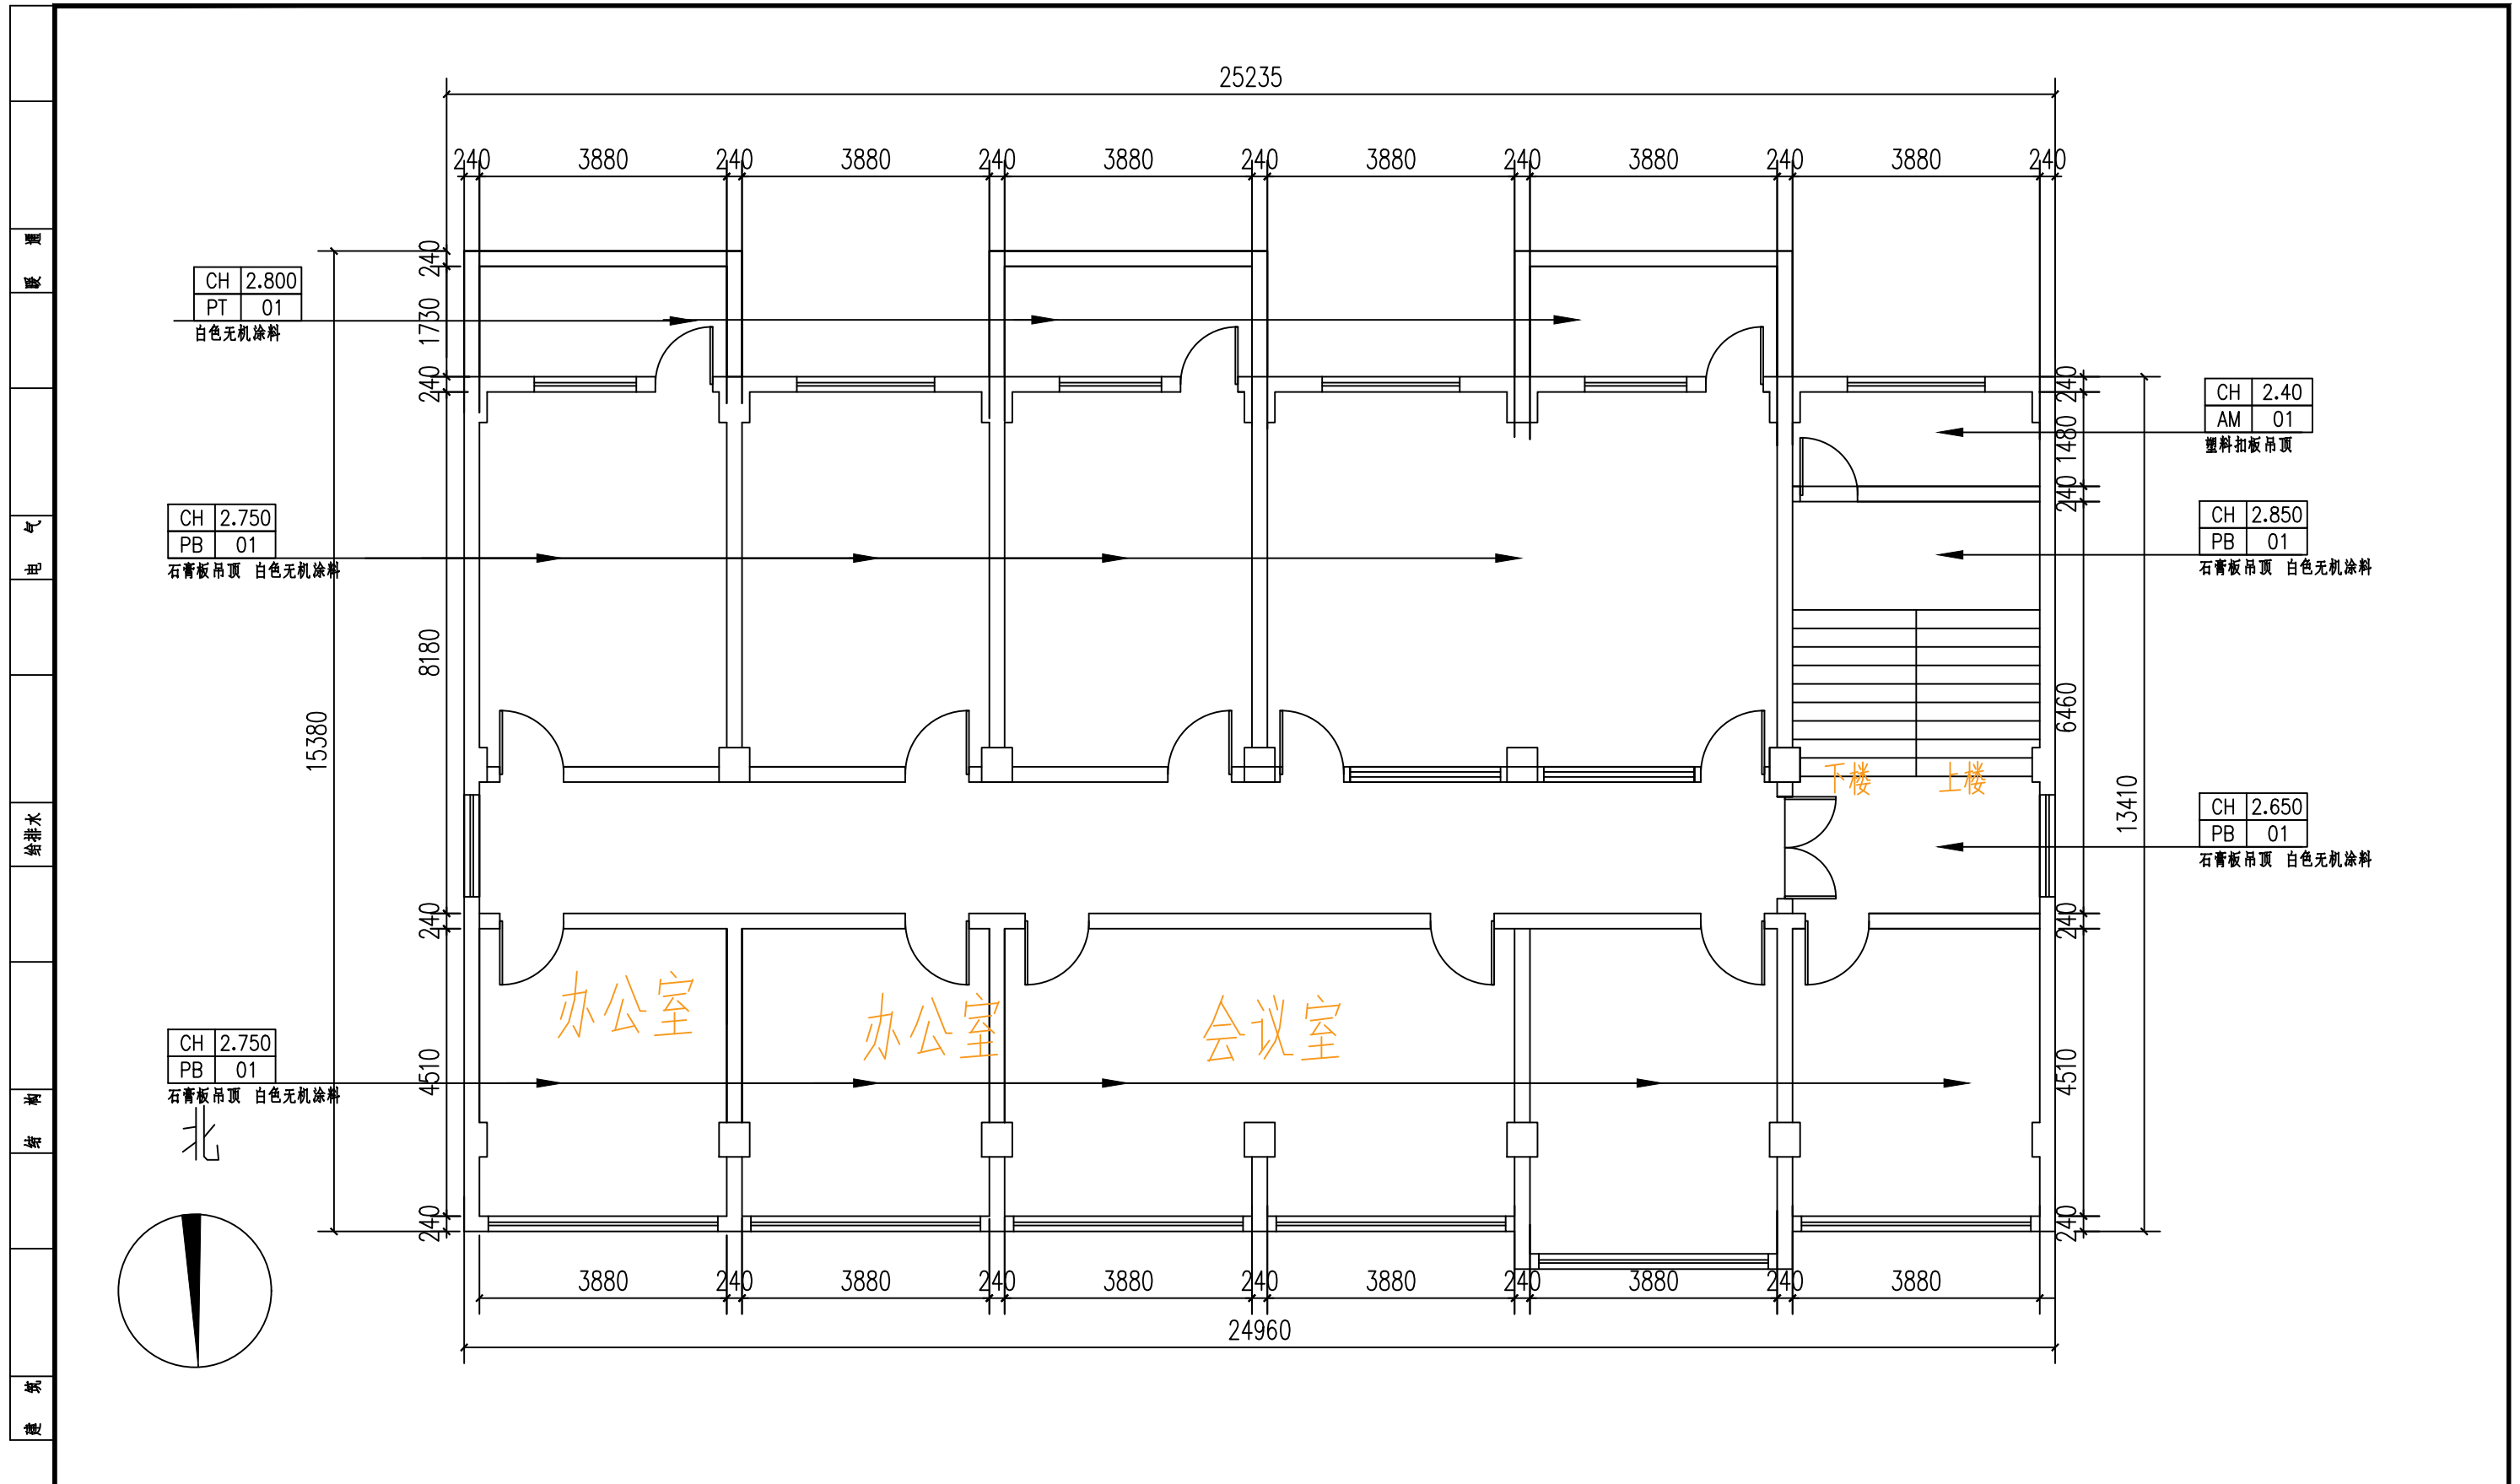 25235
240 3880 240 3880 240 3880 240 3880 240 3880 240 3880 240
通
联
CH 2.800
PT 01
白色无机涂料
240
1730
240
240
1480
240
CH 2.40
AM 01
塑料扣板吊顶
CH 2.750
PB 01
石膏板吊顶 白色无机涂料
CH 2.850
PB 01
石膏板吊顶 白色无机涂料
气
电
8180
15380
6460
13410
下楼 上楼
CH 2.650
PB 01
石膏板吊顶 白色无机涂料
给排水
240
240
办公室 办公室 会议室
CH 2.750
PB 01
石膏板吊顶 白色无机涂料
4510
4510
构
结
北
240
240
3880 240 3880 240 3880 240 3880 240 3880 240 3880
24960
筑
建